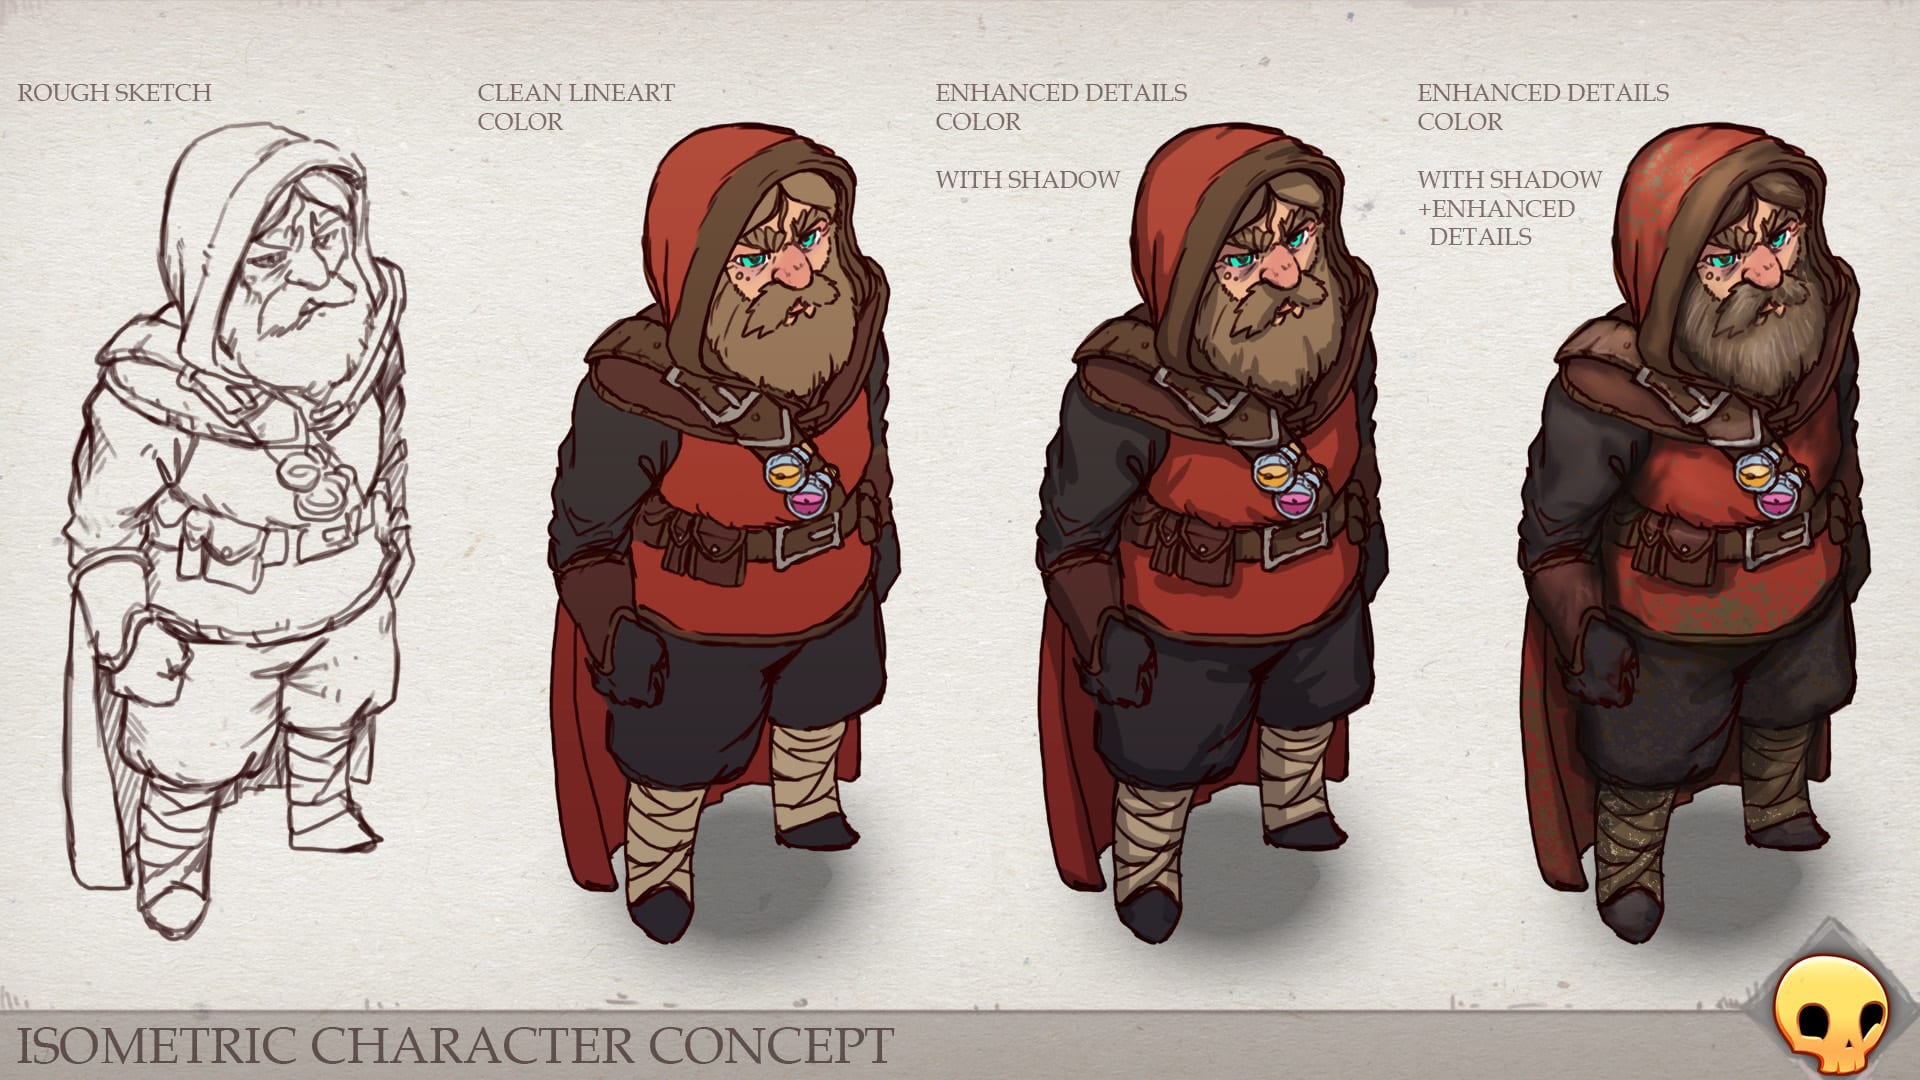 ROUGH SKETCH
CLEAN LINEART
COLOR
ENHANCED DETAILS
COLOR
WITH SHADOW
ENHANCED DETAILS
COLOR
WITH SHADOW
+ENHANCED
DETAILS
ISOMETRIC CHARACTER CONCEPT